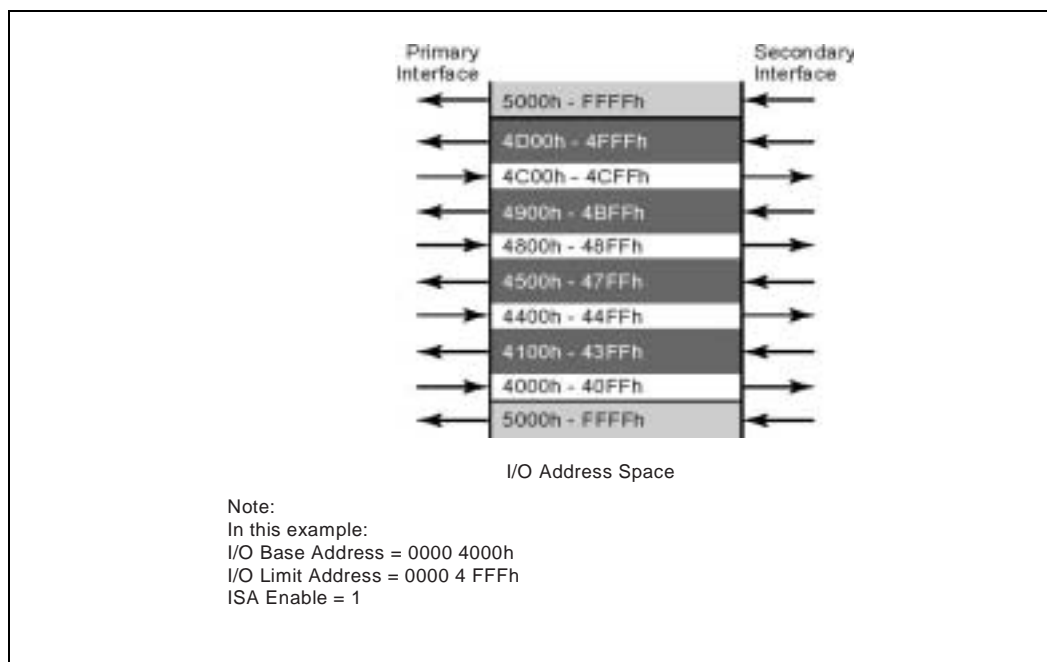 Primary Interface
Secondary Interface
5000h - FFFFh
4D00h - 4FFFh
4C00h - 4CFFh
4900h - 4BFFh
4800h - 48FFh
4500h - 47FFh
4400h - 44FFh
4100h - 43FFh
4000h - 40FFh
5000h - FFFFh
I/O Address Space
Note:
In this example:
I/O Base Address = 0000 4000h
I/O Limit Address = 0000 4 FFFh
ISA Enable = 1